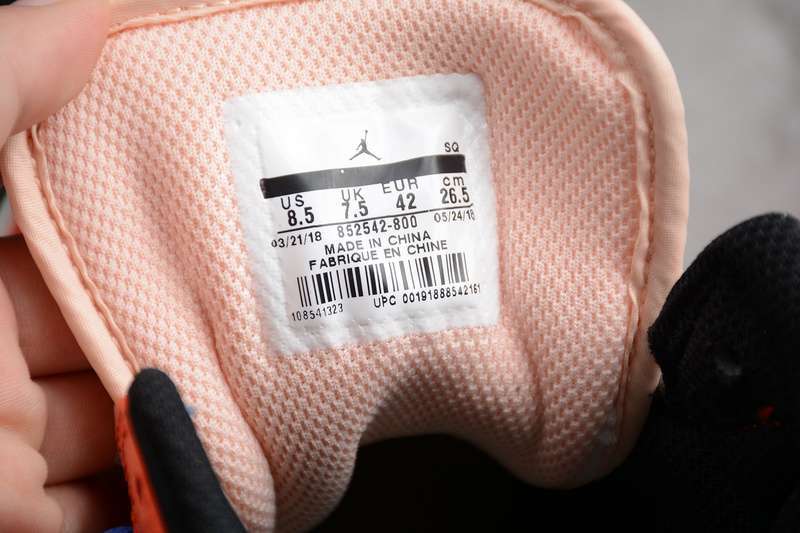 SQ
US UK EUR cm
8.5 7.5 42 26.5
03/21/18 852542-800 05/24/18
MADE IN CHINA
FABRIQUE EN CHINE
108541323 UPC 00191888542161